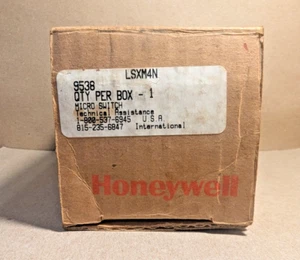 LSXM4N
9538
QTY PER BOX - 1
MICRO SWITCH
Technical Assistance
1-800-537-6945 U S A
815-235-6847 International
Honeywell